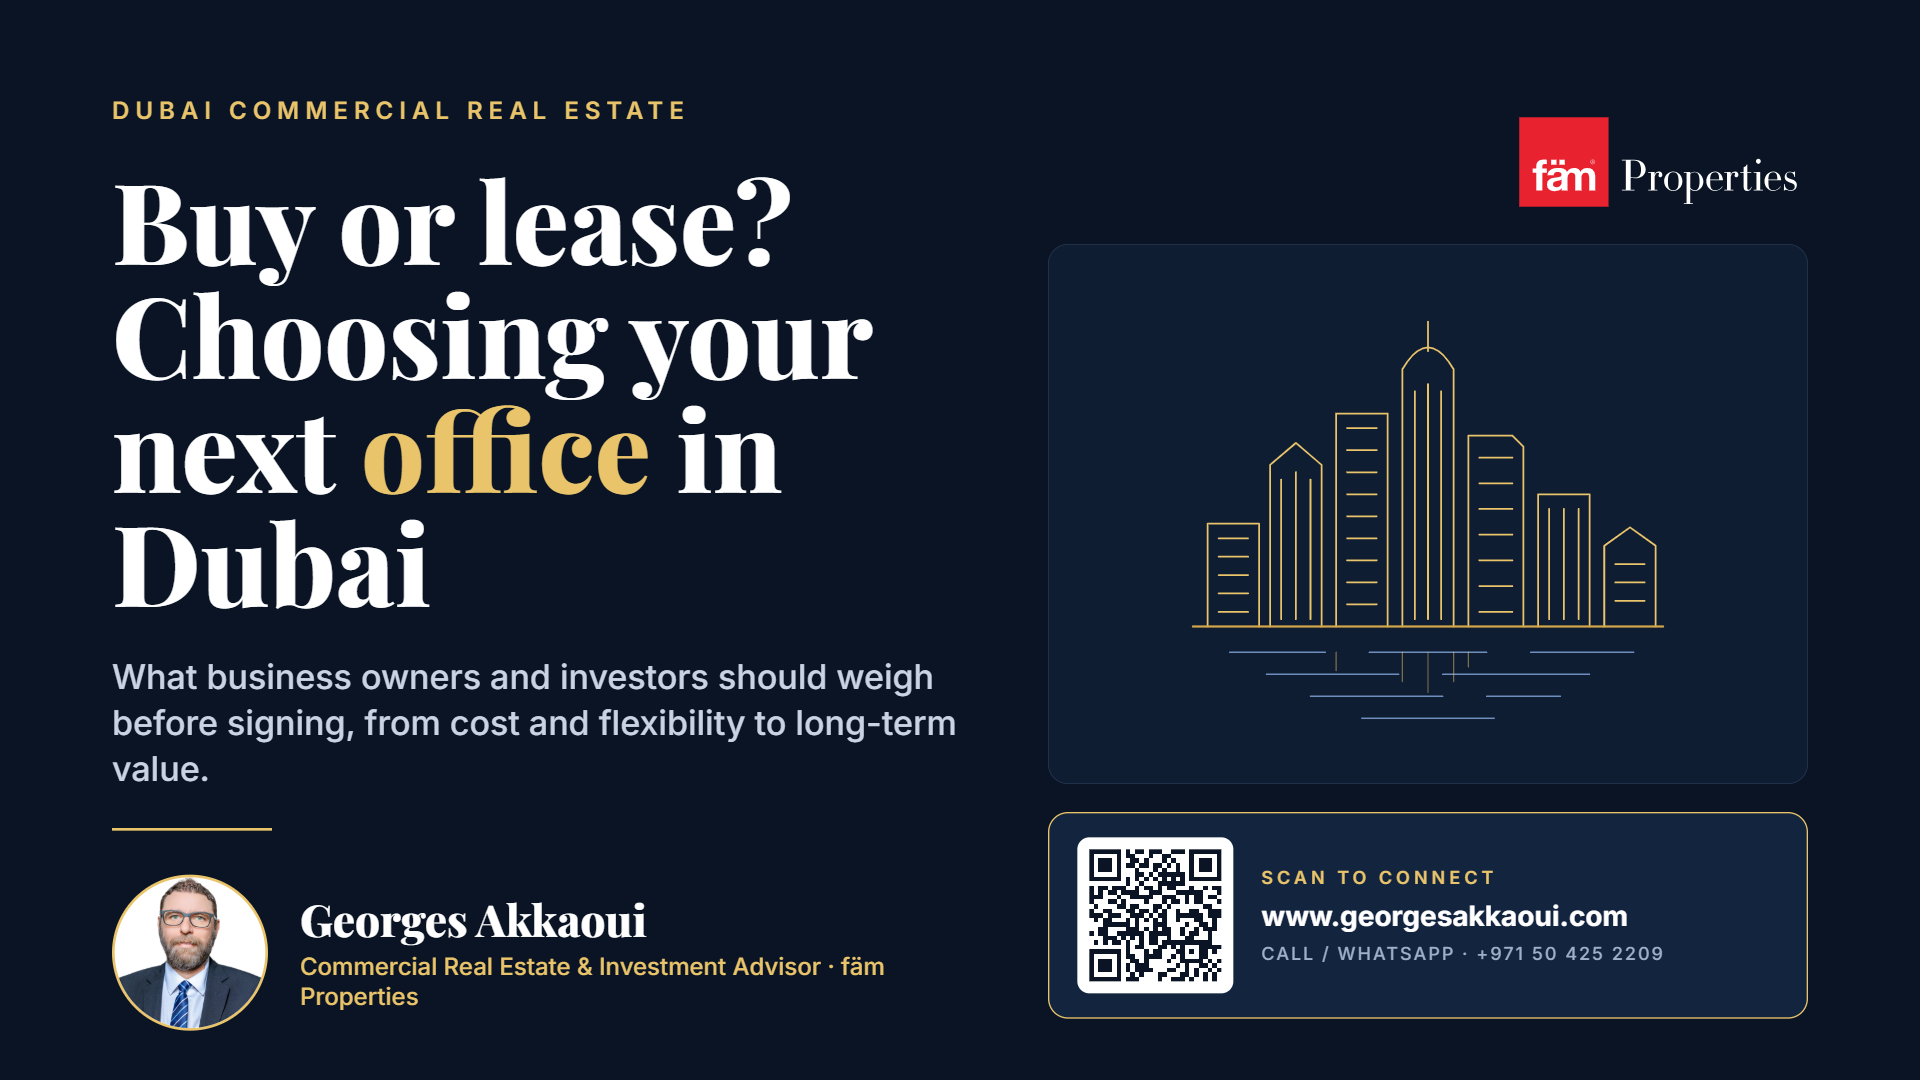 DUBAI COMMERCIAL REAL ESTATE
Buy or lease?
Choosing your
next office in
Dubai
What business owners and investors should weigh
before signing, from cost and flexibility to long-term
value.
Georges Akkaoui
Commercial Real Estate & Investment Advisor · fäm
Properties
fäm® Properties
SCAN TO CONNECT
www.georgesakkaoui.com
CALL / WHATSAPP · +971 50 425 2209